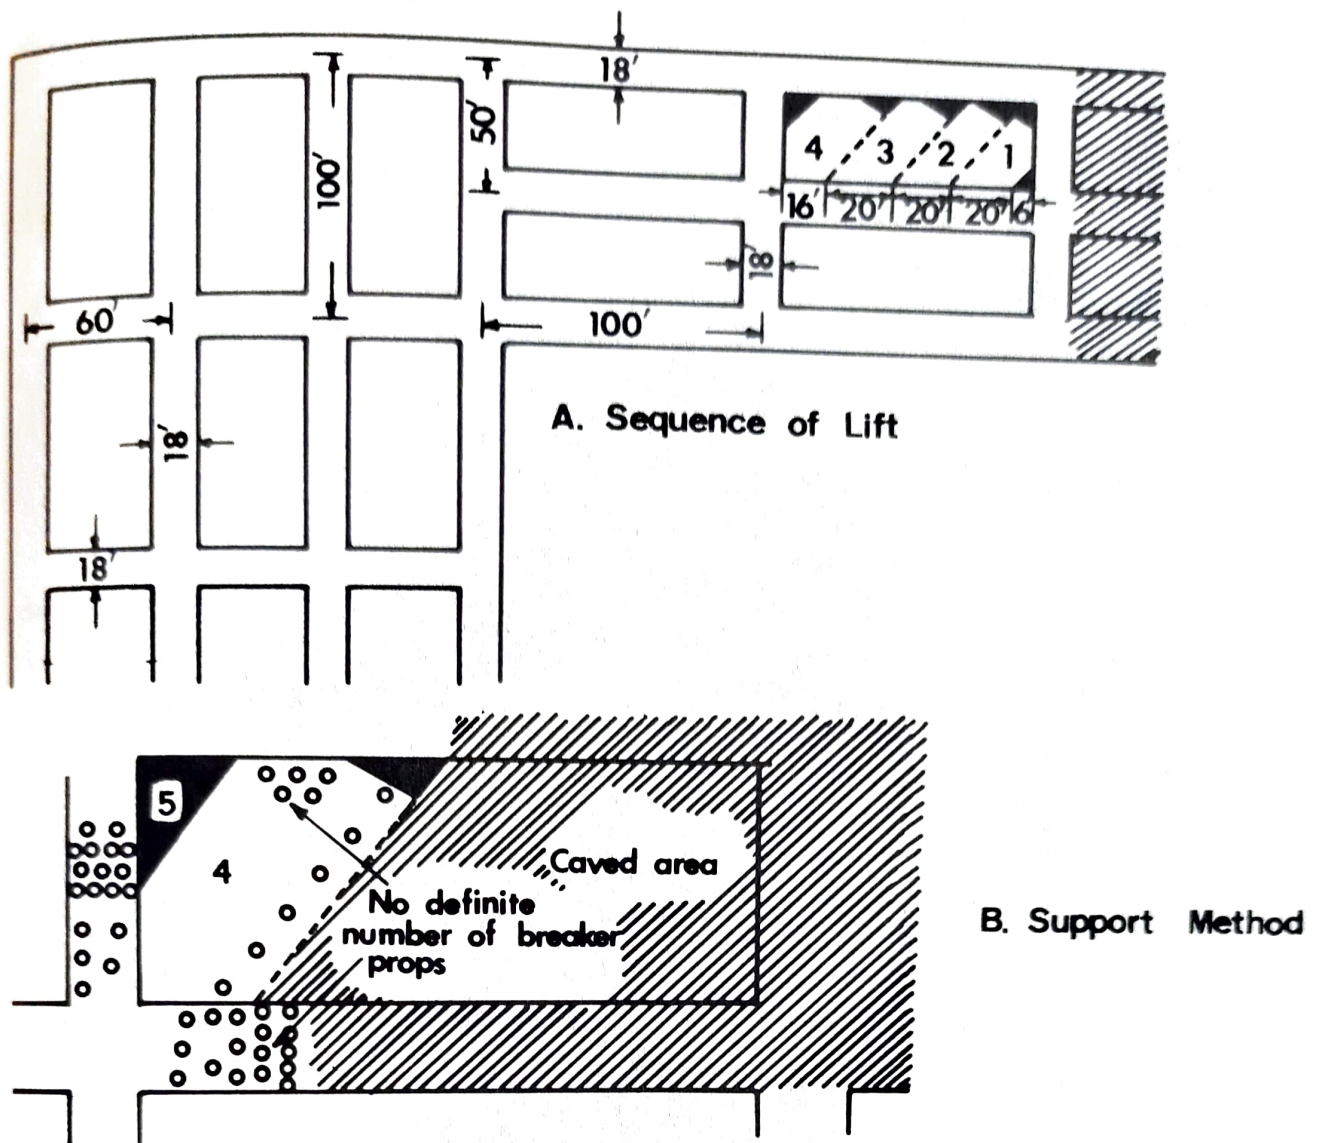 18'
50'
100'
4 3 2 1
16' 20' 20' 20' 6'
18'
60'
100'
18'
18'
A. Sequence of Lift
5
4
Caved area
No definite
number of breaker
props
B. Support Method